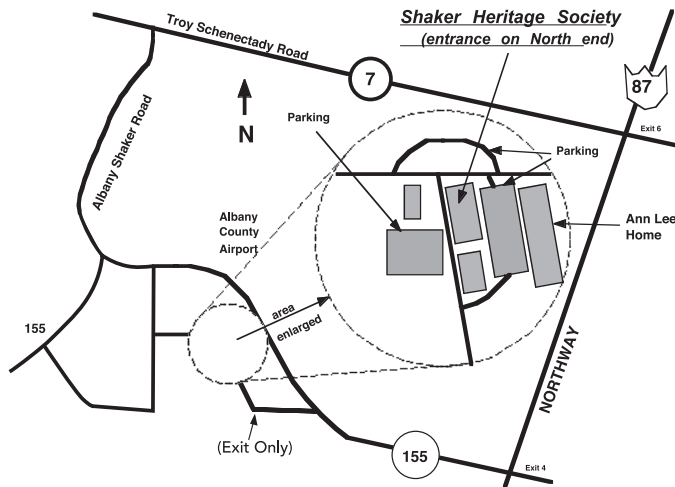 Troy Schenectady Road
Shaker Heritage Society
(entrance on North end)
7
87
Exit 6
N
Parking
Parking
Albany Shaker Road
Albany
County
Airport
Ann Lee
Home
area
enlarged
155
NORTHWAY
(Exit Only)
155
Exit 4